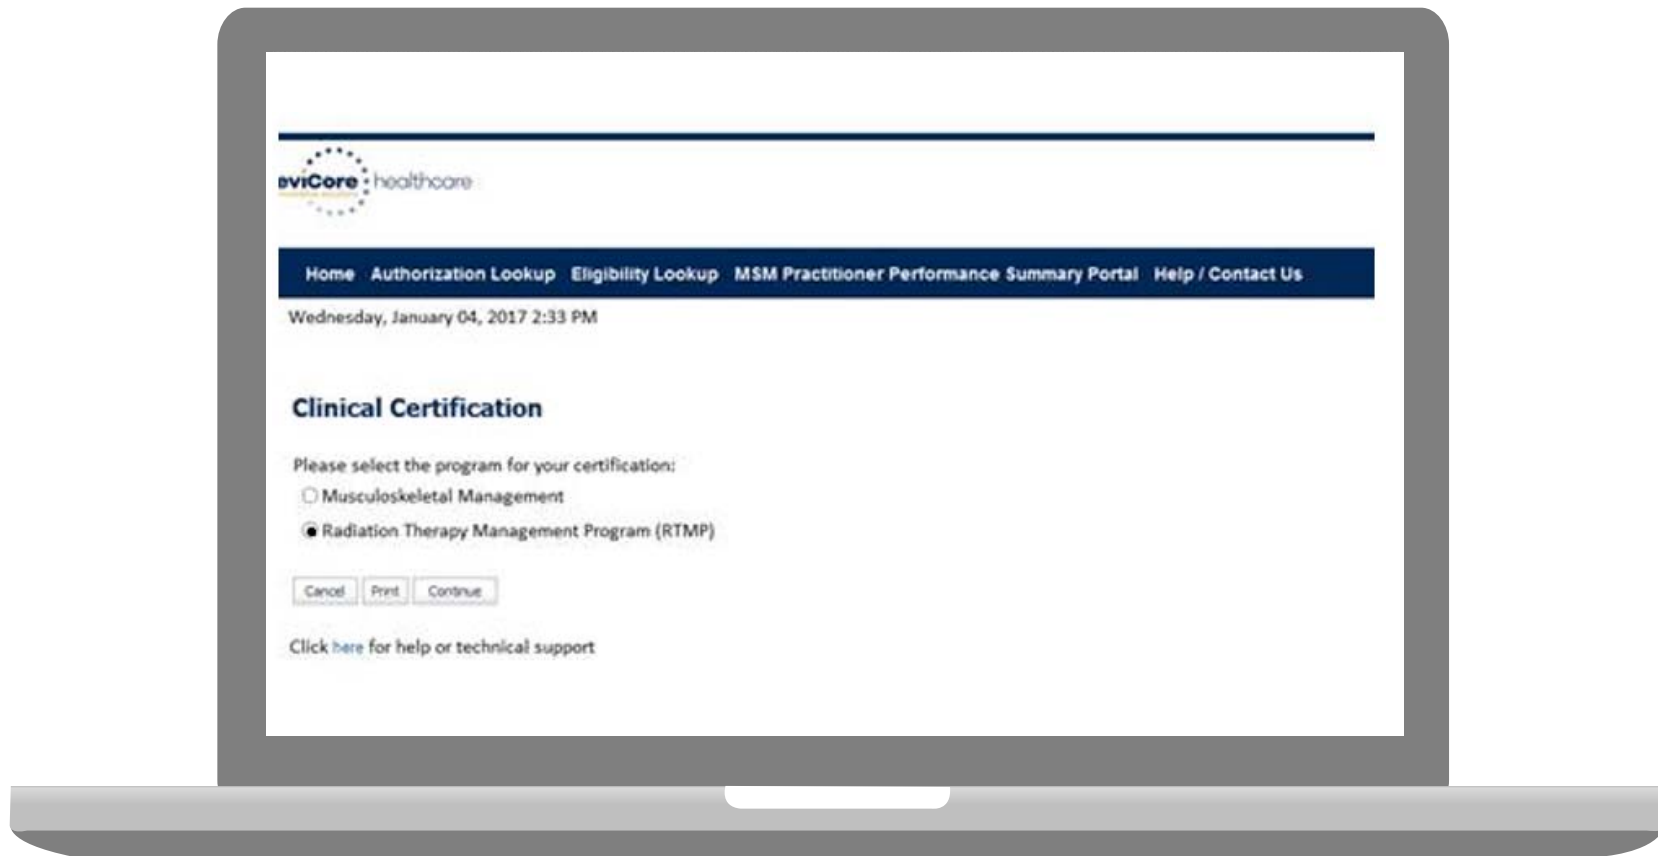 eviCore healthcare
Home Authorization Lookup Eligibility Lookup MSM Practitioner Performance Summary Portal Help / Contact Us
Wednesday, January 04, 2017 2:33 PM
Clinical Certification
Please select the program for your certification:
Musculoskeletal Management
Radiation Therapy Management Program (RTMP)
Cancel Print Continue
Click here for help or technical support